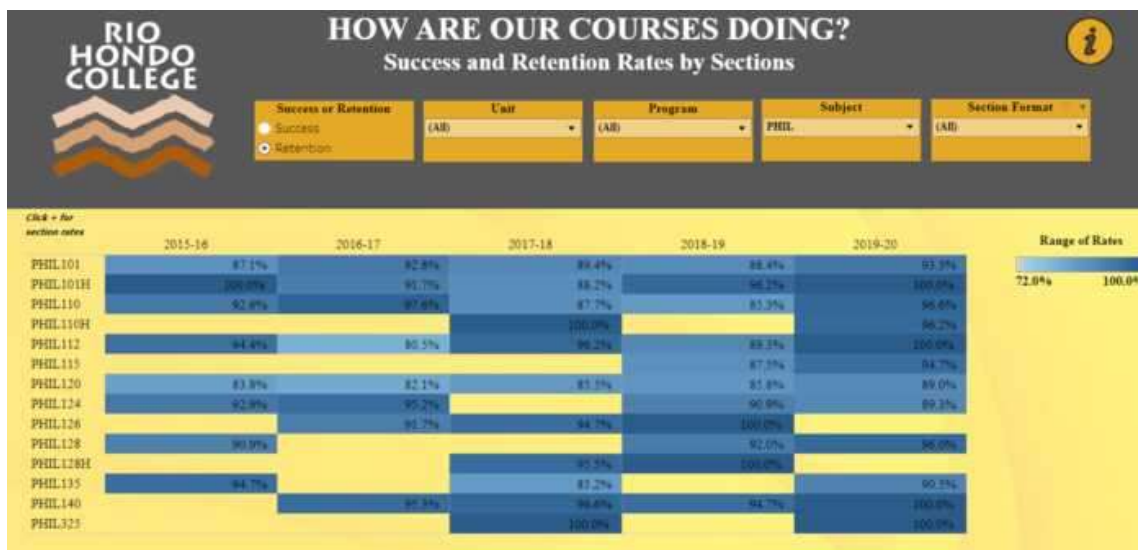 RIO
HONDO
COLLEGE
HOW ARE OUR COURSES DOING?
Success and Retention Rates by Sections
i
Success or Retention Unit Program Subject Section Format
Success (All) (All) PHIL (All)
Retention
Click + for
section rates
2015-16 2016-17 2017-18 2018-19 2019-20 Range of Rates
PHIL101 87.1% 92.8% 89.4% 88.4% 93.3%
72.0% 100.0%
PHIL101H 100.0% 91.7% 88.2% 96.2% 100.0%
PHIL110 92.8% 97.6% 87.7% 85.3% 96.6%
PHIL110H 100.0% 96.2%
PHIL112 94.4% 80.5% 96.2% 89.3% 100.0%
PHIL115 87.5% 94.7%
PHIL120 83.8% 82.1% 85.5% 85.8% 89.0%
PHIL124 92.9% 95.2% 90.9% 89.3%
PHIL126 91.7% 94.7% 100.0%
PHIL128 90.9% 92.0% 96.0%
PHIL128H 95.5% 100.0%
PHIL135 94.7% 85.2% 90.5%
PHIL140 95.3% 96.6% 94.7% 100.0%
PHIL325 100.0% 100.0%